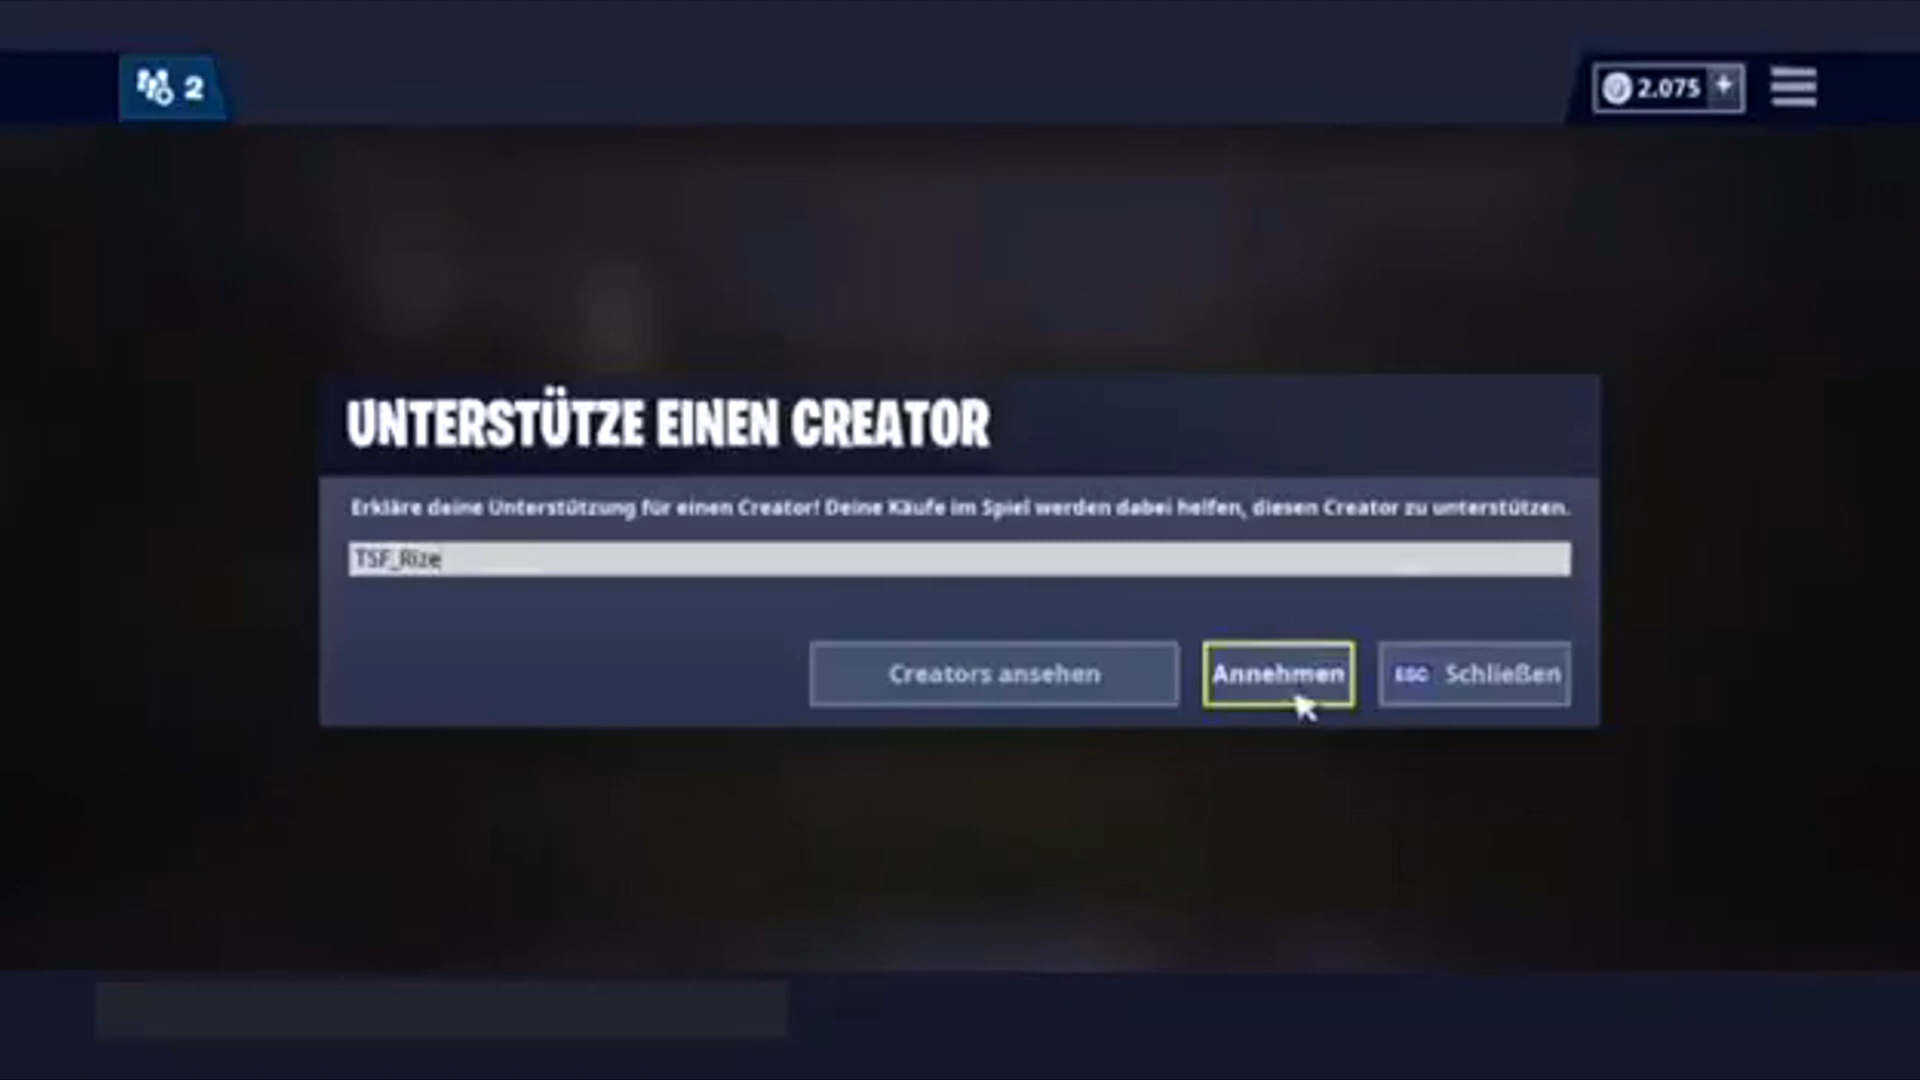 2
2.075 +
UNTERSTÜTZE EINEN CREATOR
Erkläre deine Unterstützung für einen Creator! Deine Käufe im Spiel werden dabei helfen, diesen Creator zu unterstützen.
TSF_Rize
Creators ansehen
Annehmen
ESC Schließen